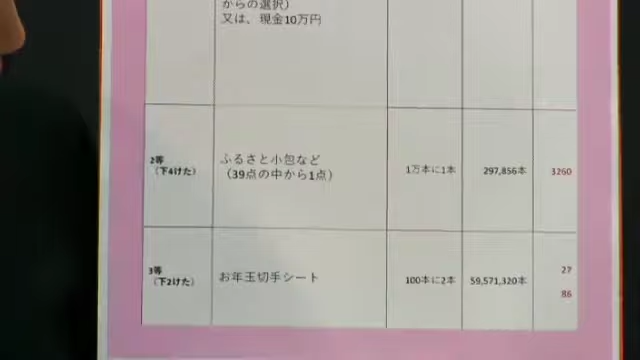 からの選択)
又は、現金10万円
2等
(下4けた)
ふるさと小包など
(39点の中から1点)
1万本に1本
297,856本
3260
3等
(下2けた)
お年玉切手シート
100本に2本
59,571,320本
27
86